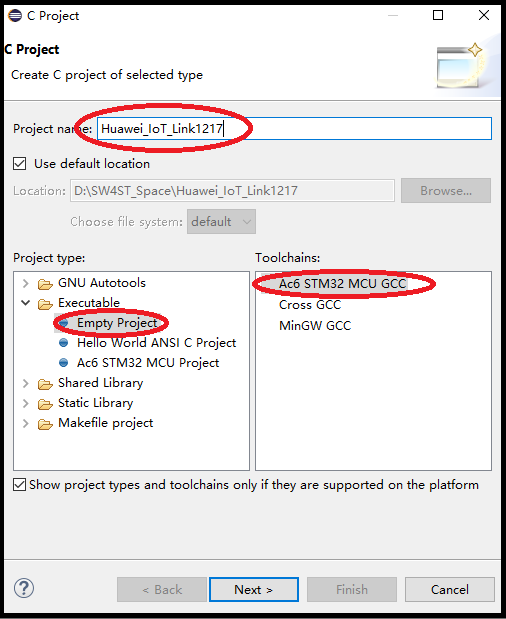 C Project
C Project
Create C project of selected type
Project name: Huawei_IoT_Link1217
Use default location
Location: D:\SW4ST_Space\Huawei_IoT_Link1217 Browse...
Choose file system: default
Project type:
GNU Autotools
Executable
Empty Project
Hello World ANSI C Project
Ac6 STM32 MCU Project
Shared Library
Static Library
Makefile project
Toolchains:
Ac6 STM32 MCU GCC
Cross GCC
MinGW GCC
Show project types and toolchains only if they are supported on the platform
? < Back Next > Finish Cancel